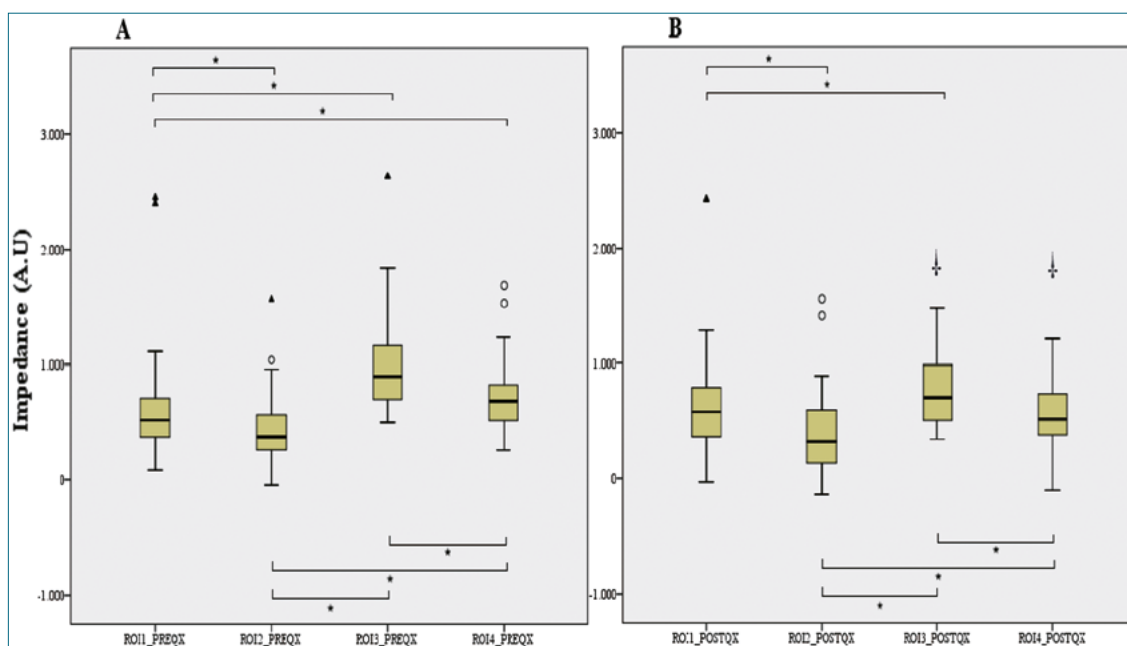 A
B
Impedance (A.U)
* * *
3.000
2.000
1.000
0
-1.000
* * *
ROI1_PREQX ROI2_PREQX ROI3_PREQX ROI4_PREQX
* *
3.000
2.000
1.000
0
-1.000
* * *
ROI1_POSTQX ROI2_POSTQX ROI3_POSTQX ROI4_POSTQX